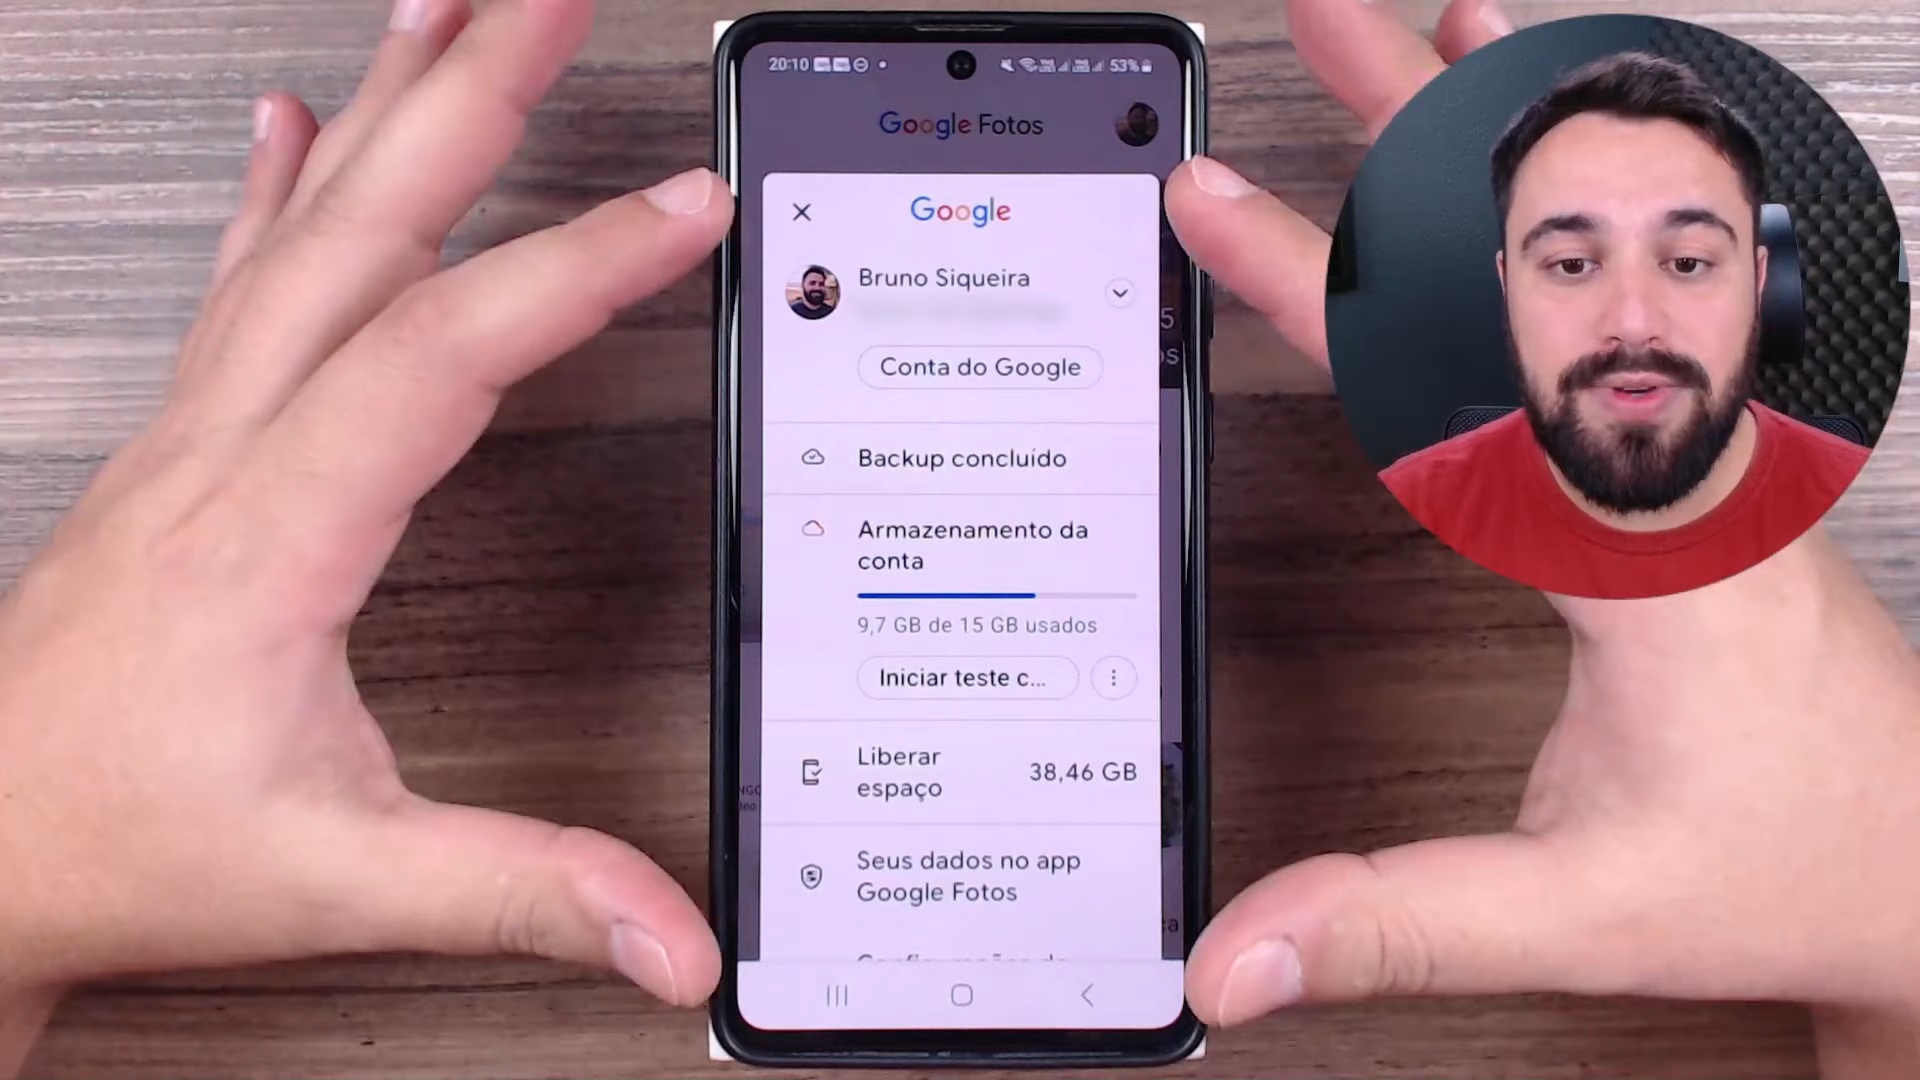 20:10
53%
Google Fotos
Google
Bruno Siqueira
Conta do Google
Backup concluído
Armazenamento da
conta
9,7 GB de 15 GB usados
Iniciar teste c...
Liberar
espaço
38,46 GB
Seus dados no app
Google Fotos